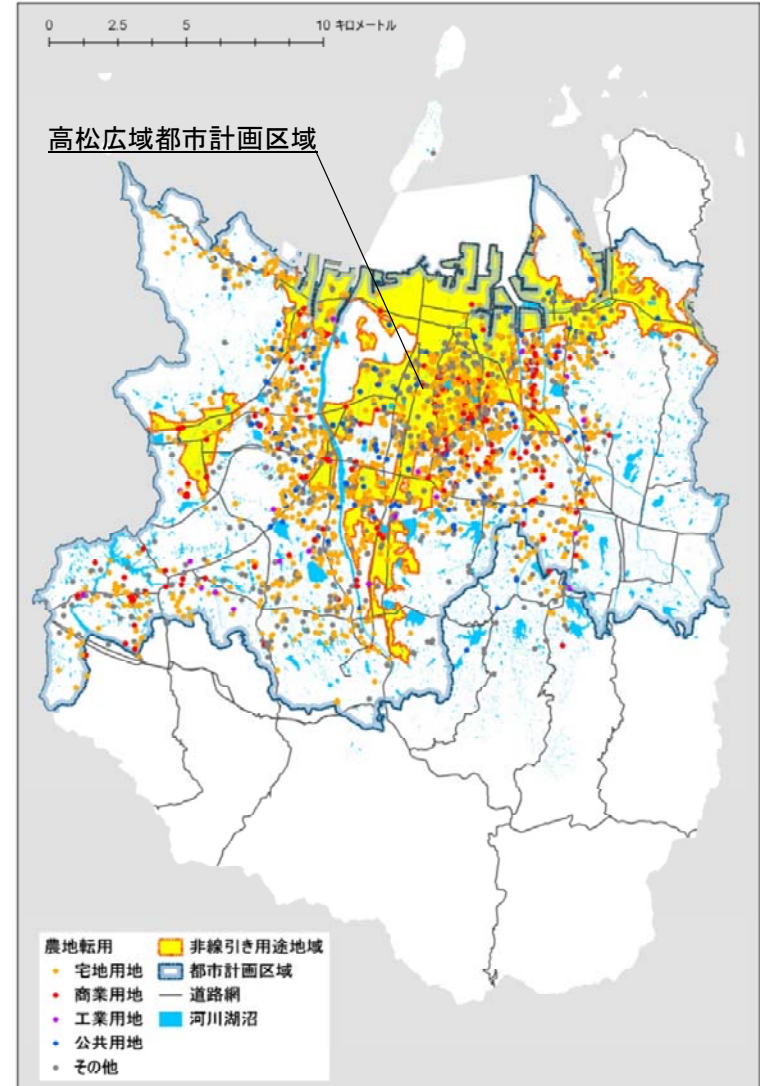 0 2.5 5 10 キロメートル
高松広域都市計画区域
農地転用
宅地用地
商業用地
工業用地
公共用地
その他
非線引き用途地域
都市計画区域
道路網
河川湖沼